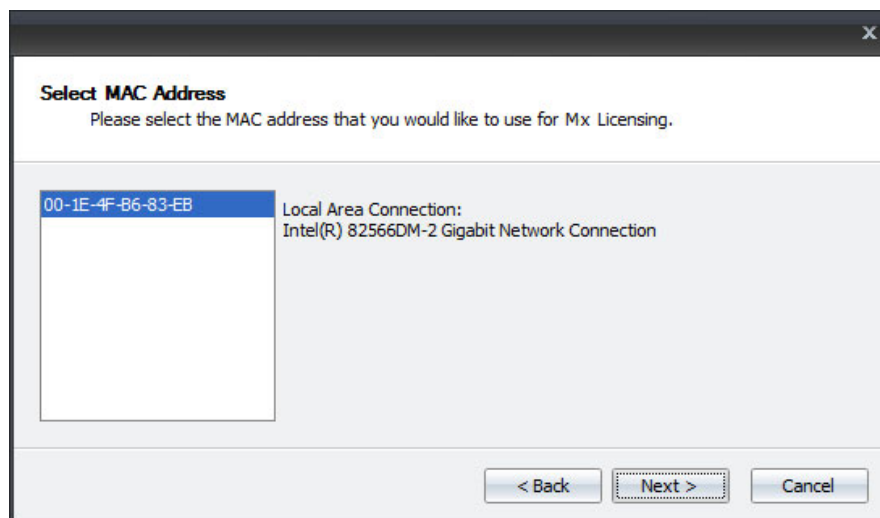 x
Select MAC Address
Please select the MAC address that you would like to use for Mx Licensing.
00-1E-4F-B6-83-EB
Local Area Connection:
Intel(R) 82566DM-2 Gigabit Network Connection
< Back Next > Cancel